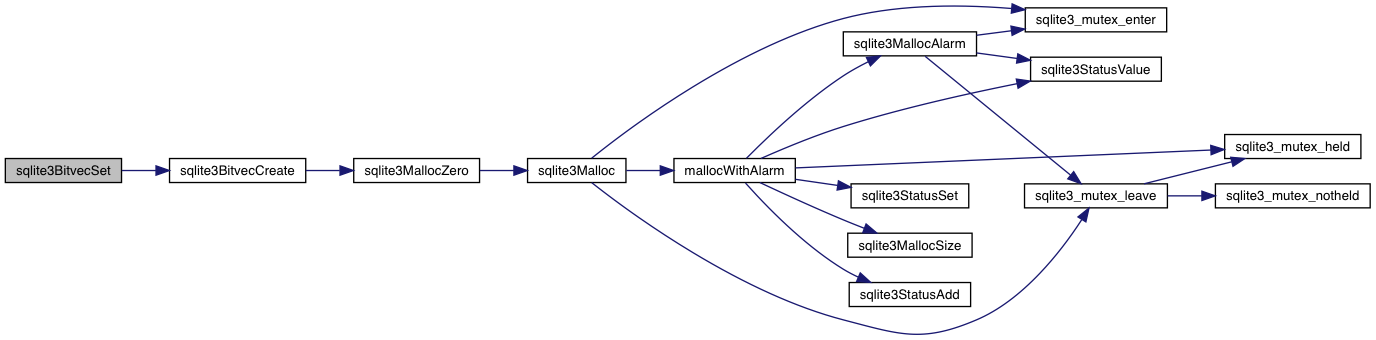 sqlite3_mutex_enter
sqlite3MallocAlarm
sqlite3StatusValue
sqlite3_mutex_held
sqlite3BitvecSet
sqlite3BitvecCreate
sqlite3MallocZero
sqlite3Malloc
mallocWithAlarm
sqlite3StatusSet
sqlite3_mutex_leave
sqlite3_mutex_notheld
sqlite3MallocSize
sqlite3StatusAdd